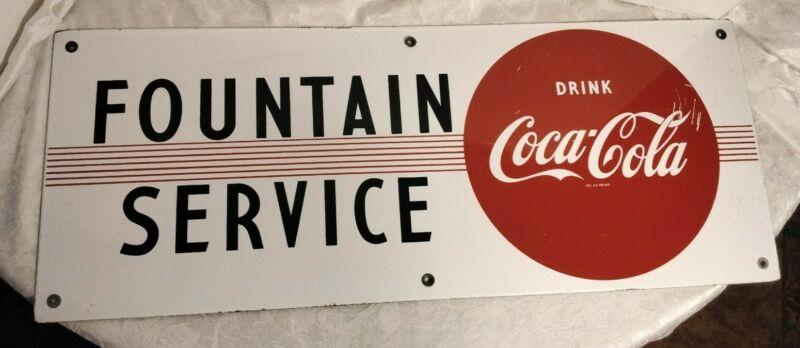 FOUNTAIN
SERVICE
DRINK
Coca-Cola